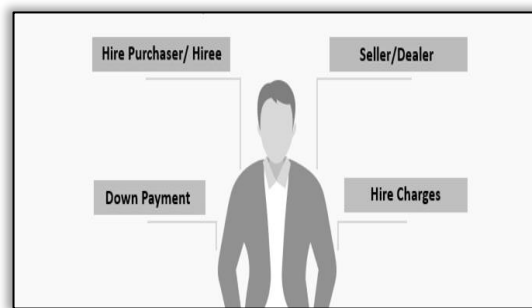 Hire Purchaser/ Hiree
Seller/Dealer
Down Payment
Hire Charges